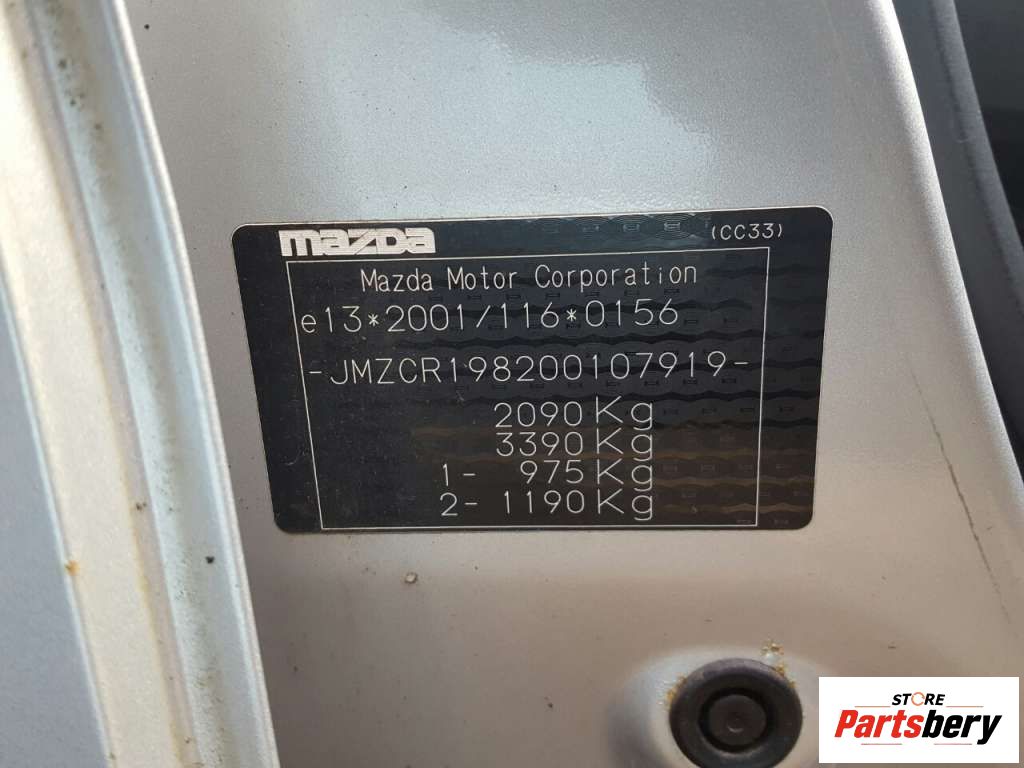 mazda (CC33)
Mazda Motor Corporation
e13*2001/116*0156
-JMZCR198200107919-
2090Kg
3390Kg
1- 975Kg
2- 1190Kg
STORE
Partsbery